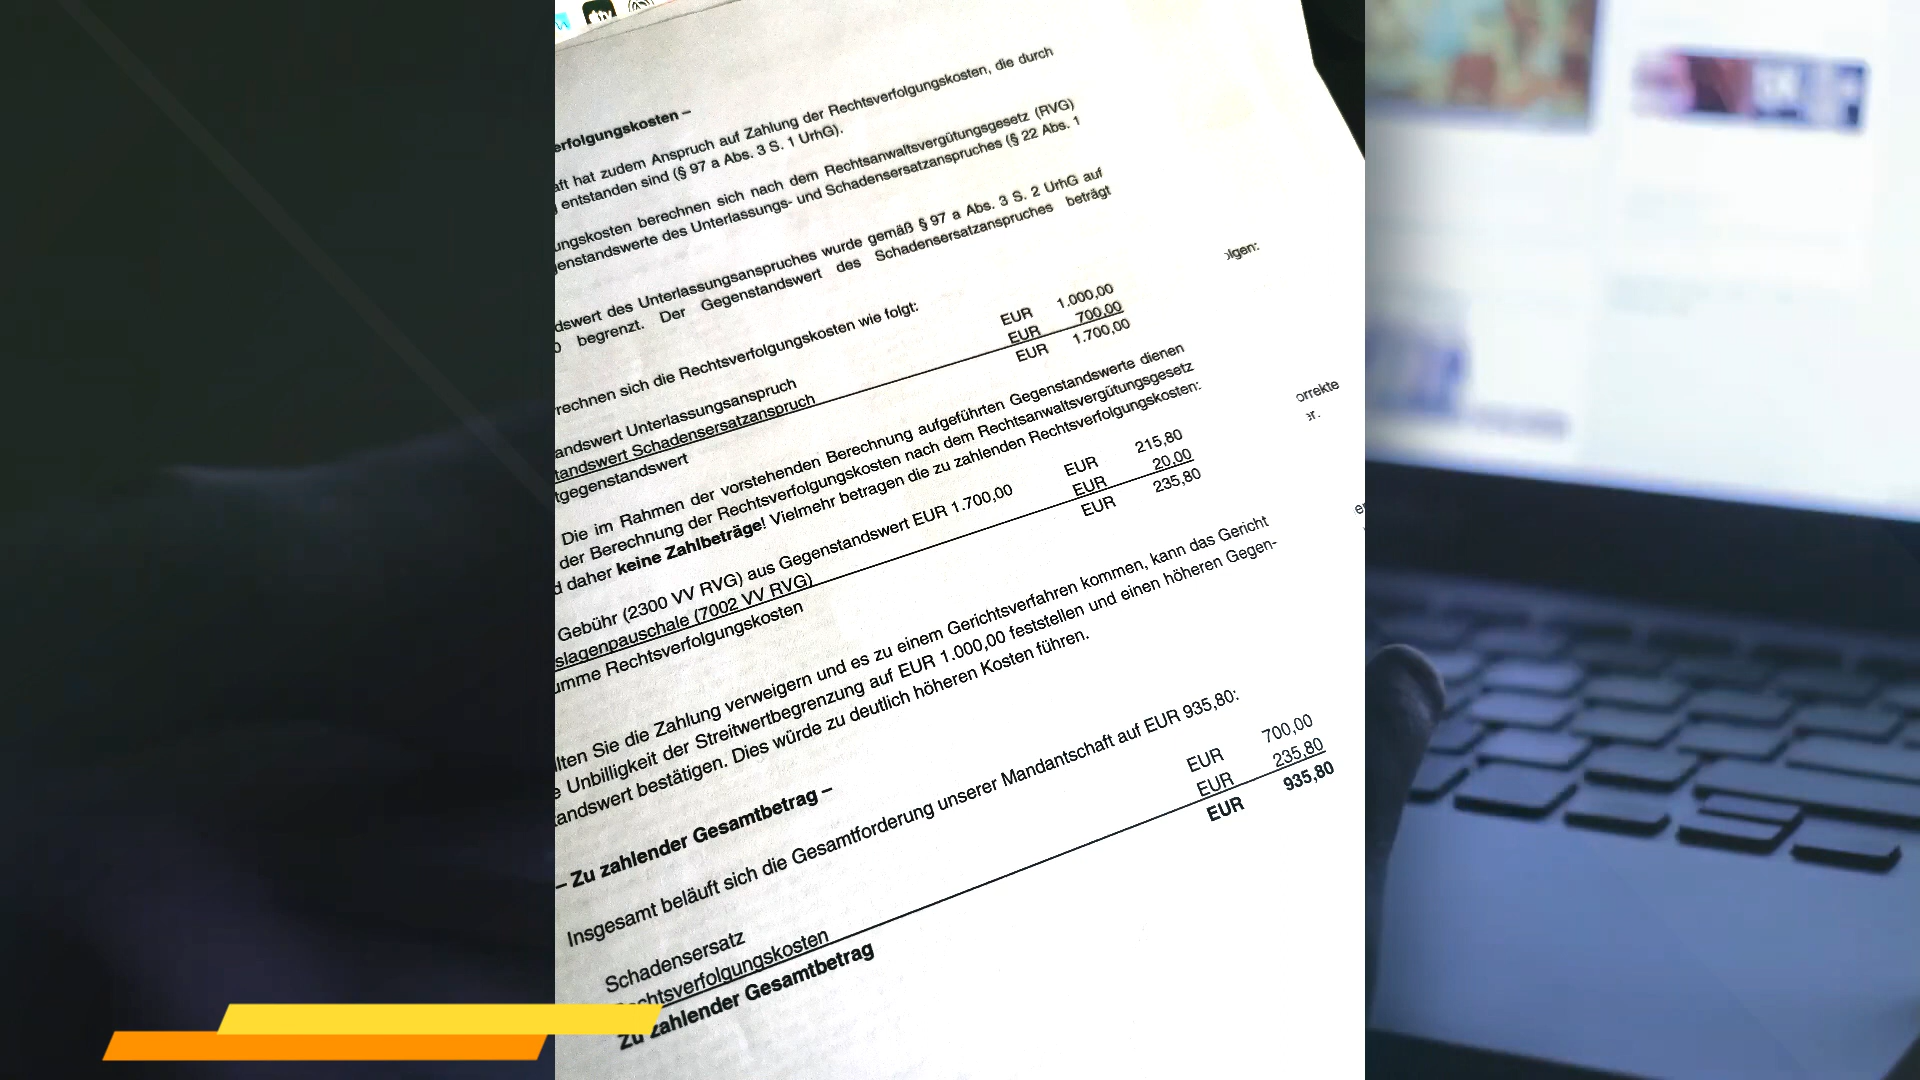 tv
erfolgungskosten –
aft hat zudem Anspruch auf Zahlung der Rechtsverfolgungskosten, die durch
entstanden sind (§ 97 a Abs. 3 S. 1 UrhG).
ungskosten berechnen sich nach dem Rechtsanwaltsvergütungsgesetz (RVG)
enstandswerte des Unterlassungs- und Schadensersatzanspruches (§ 22 Abs. 1
dswert des Unterlassungsanspruches wurde gemäß § 97 a Abs. 3 S. 2 UrhG auf
0 begrenzt. Der Gegenstandswert des Schadensersatzanspruches beträgt
lgen:
rechnen sich die Rechtsverfolgungskosten wie folgt:
andswert Unterlassungsanspruch EUR 1.000,00
tandswert Schadensersatzanspruch EUR 700,00
tgegenstandswert EUR 1.700,00
Die im Rahmen der vorstehenden Berechnung aufgeführten Gegenstandswerte dienen
der Berechnung der Rechtsverfolgungskosten nach dem Rechtsanwaltsvergütungsgesetz
d daher keine Zahlbeträge! Vielmehr betragen die zu zahlenden Rechtsverfolgungskosten:
orrekte
er.
Gebühr (2300 VV RVG) aus Gegenstandswert EUR 1.700,00 EUR 215,80
slagenpauschale (7002 VV RVG) EUR 20,00
umme Rechtsverfolgungskosten EUR 235,80
lten Sie die Zahlung verweigern und es zu einem Gerichtsverfahren kommen, kann das Gericht
e Unbilligkeit der Streitwertbegrenzung auf EUR 1.000,00 feststellen und einen höheren Gegen-
tandswert bestätigen. Dies würde zu deutlich höheren Kosten führen.
– Zu zahlender Gesamtbetrag –
Insgesamt beläuft sich die Gesamtforderung unserer Mandantschaft auf EUR 935,80:
Schadensersatz EUR 700,00
chtsverfolgungskosten EUR 235,80
Zu zahlender Gesamtbetrag EUR 935,80